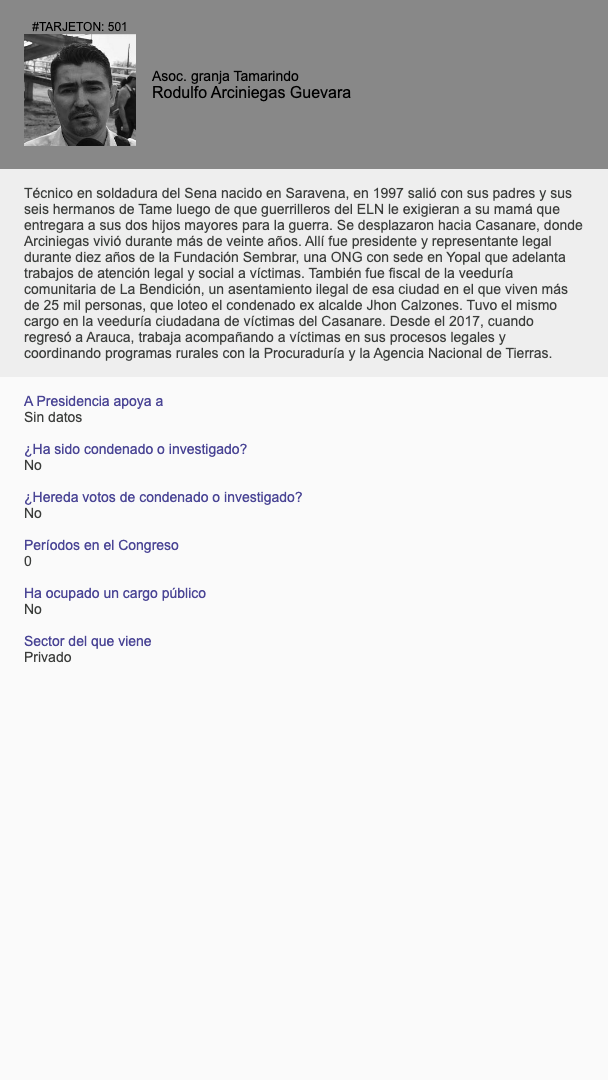 #TARJETON: 501
Asoc. granja Tamarindo
Rodulfo Arciniegas Guevara
Técnico en soldadura del Sena nacido en Saravena, en 1997 salió con sus padres y sus
seis hermanos de Tame luego de que guerrilleros del ELN le exigieran a su mamá que
entregara a sus dos hijos mayores para la guerra. Se desplazaron hacia Casanare, donde
Arciniegas vivió durante más de veinte años. Allí fue presidente y representante legal
durante diez años de la Fundación Sembrar, una ONG con sede en Yopal que adelanta
trabajos de atención legal y social a víctimas. También fue fiscal de la veeduría
comunitaria de La Bendición, un asentamiento ilegal de esa ciudad en el que viven más
de 25 mil personas, que loteo el condenado ex alcalde Jhon Calzones. Tuvo el mismo
cargo en la veeduría ciudadana de víctimas del Casanare. Desde el 2017, cuando
regresó a Arauca, trabaja acompañando a víctimas en sus procesos legales y
coordinando programas rurales con la Procuraduría y la Agencia Nacional de Tierras.
A Presidencia apoya a
Sin datos
¿Ha sido condenado o investigado?
No
¿Hereda votos de condenado o investigado?
No
Períodos en el Congreso
0
Ha ocupado un cargo público
No
Sector del que viene
Privado